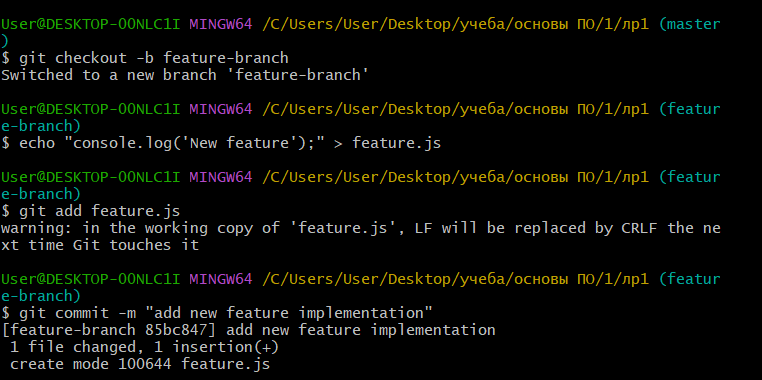 User@DESKTOP-00NLC1I MINGW64 /C/Users/User/Desktop/учеба/основы ПО/1/лр1 (master
)
$ git checkout -b feature-branch
Switched to a new branch 'feature-branch'
User@DESKTOP-00NLC1I MINGW64 /C/Users/User/Desktop/учеба/основы ПО/1/лр1 (featur
e-branch)
$ echo "console.log('New feature');" > feature.js
User@DESKTOP-00NLC1I MINGW64 /C/Users/User/Desktop/учеба/основы ПО/1/лр1 (featur
e-branch)
$ git add feature.js
warning: in the working copy of 'feature.js', LF will be replaced by CRLF the ne
xt time Git touches it
User@DESKTOP-00NLC1I MINGW64 /C/Users/User/Desktop/учеба/основы ПО/1/лр1 (featur
e-branch)
$ git commit -m "add new feature implementation"
[feature-branch 85bc847] add new feature implementation
 1 file changed, 1 insertion(+)
 create mode 100644 feature.js